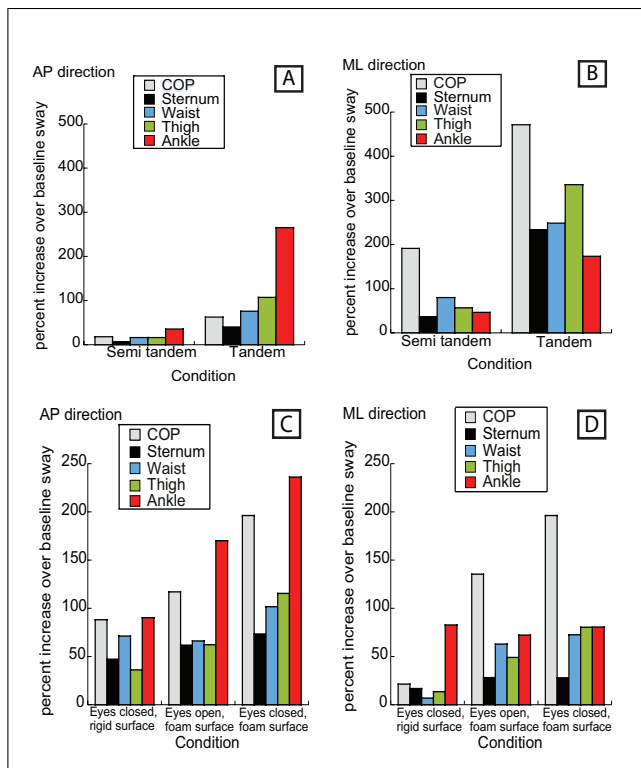 AP direction
A
COP
Sternum
Waist
Thigh
Ankle
percent increase over baseline sway
500
400
300
200
100
0
Semi tandem
Tandem
Condition
ML direction
B
COP
Sternum
Waist
Thigh
Ankle
percent increase over baseline sway
500
400
300
200
100
0
Semi tandem
Tandem
Condition
AP direction
C
COP
Sternum
Waist
Thigh
Ankle
percent increase over baseline sway
250
200
150
100
50
0
Eyes closed,
rigid surface
Eyes open,
foam surface
Eyes closed,
foam surface
Condition
ML direction
D
COP
Sternum
Waist
Thigh
Ankle
percent increase over baseline sway
250
200
150
100
50
0
Eyes closed,
rigid surface
Eyes open,
foam surface
Eyes closed,
foam surface
Condition